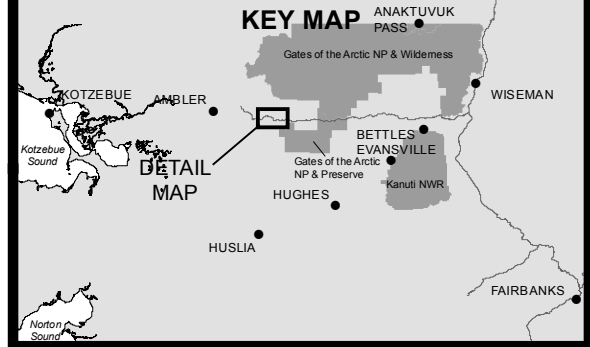 KEY MAP
ANAKTUVUK
PASS
Gates of the Arctic NP & Wilderness
KOTZEBUE
AMBLER
WISEMAN
Kotzebue
Sound
BETTLES
EVANSVILLE
DETAIL
MAP
Gates of the Arctic
NP & Preserve
Kanuti NWR
HUGHES
HUSLIA
FAIRBANKS
Norton
Sound